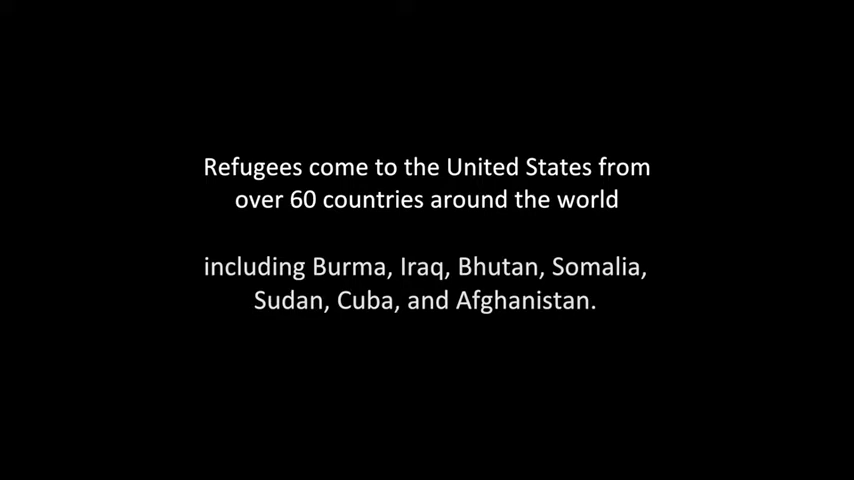 Refugees come to the United States from
over 60 countries around the world
including Burma, Iraq, Bhutan, Somalia,
Sudan, Cuba, and Afghanistan.